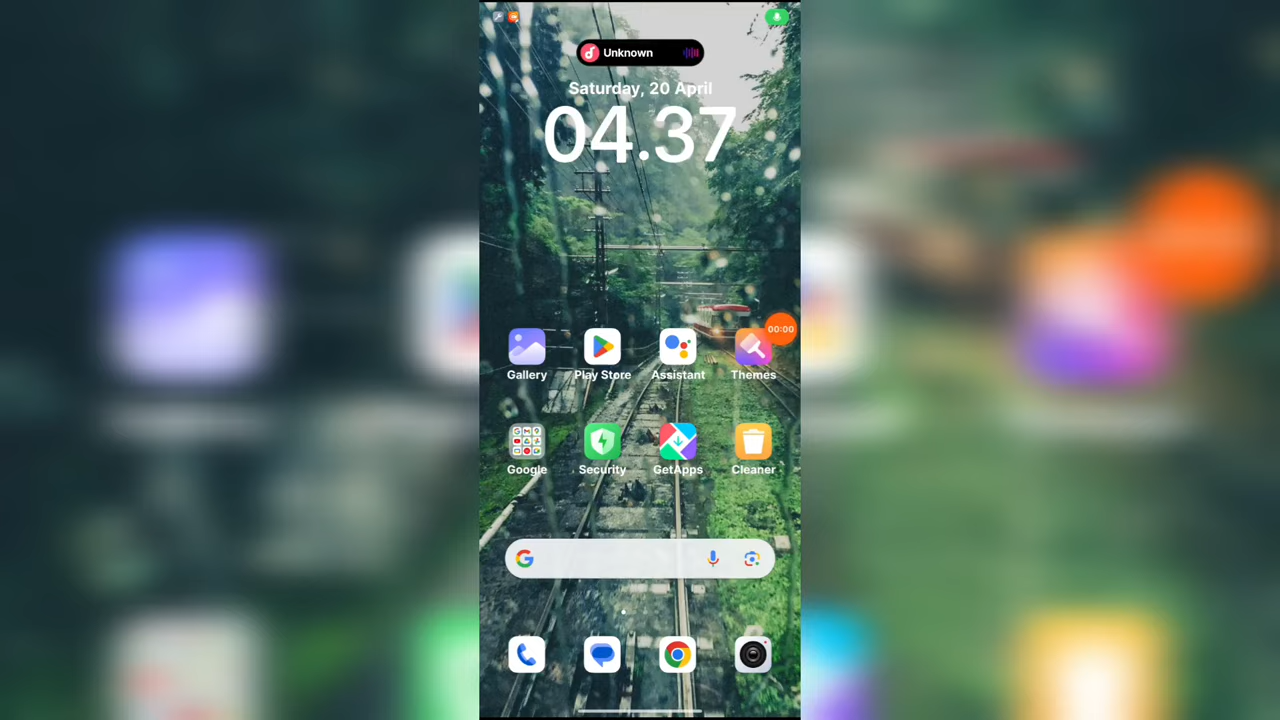 Unknown
Saturday, 20 April
04.37
00:00
Gallery
Play Store
Assistant
Themes
Google
Security
GetApps
Cleaner